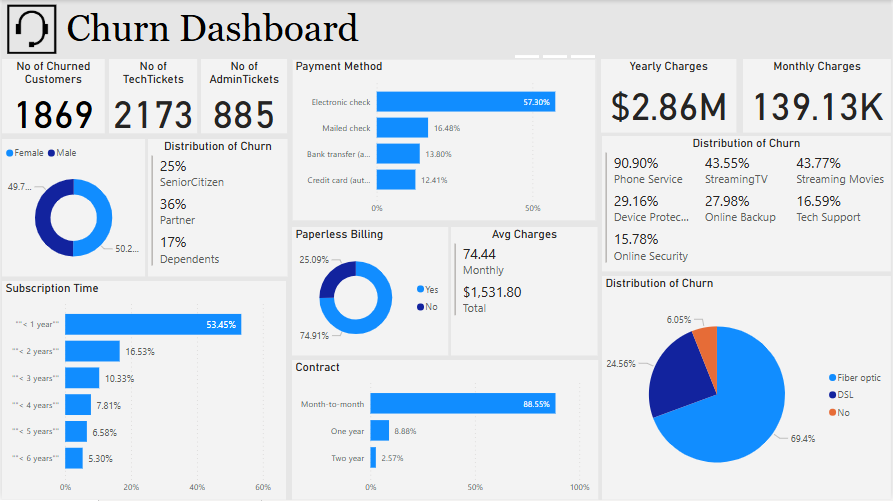 Churn Dashboard
No of Churned
Customers
1869
No of
TechTickets
2173
No of
AdminTickets
885
Payment Method
Electronic check
57.30%
Mailed check
16.48%
Bank transfer (a...
13.80%
Credit card (aut...
12.41%
0%
50%
Yearly Charges
$2.86M
Monthly Charges
139.13K
Female
Male
49.7...
50.2...
Distribution of Churn
25%
SeniorCitizen
36%
Partner
17%
Dependents
Distribution of Churn
90.90%
Phone Service
43.55%
StreamingTV
43.77%
Streaming Movies
29.16%
Device Protec...
27.98%
Online Backup
16.59%
Tech Support
15.78%
Online Security
Paperless Billing
25.09%
74.91%
Yes
No
Avg Charges
74.44
Monthly
$1,531.80
Total
Subscription Time
""< 1 year""
53.45%
""< 2 years""
16.53%
""< 3 years""
10.33%
""< 4 years""
7.81%
""< 5 years""
6.58%
""< 6 years""
5.30%
0%
20%
40%
60%
Contract
Month-to-month
88.55%
One year
8.88%
Two year
2.57%
0%
50%
100%
Distribution of Churn
6.05%
24.56%
69.4%
Fiber optic
DSL
No